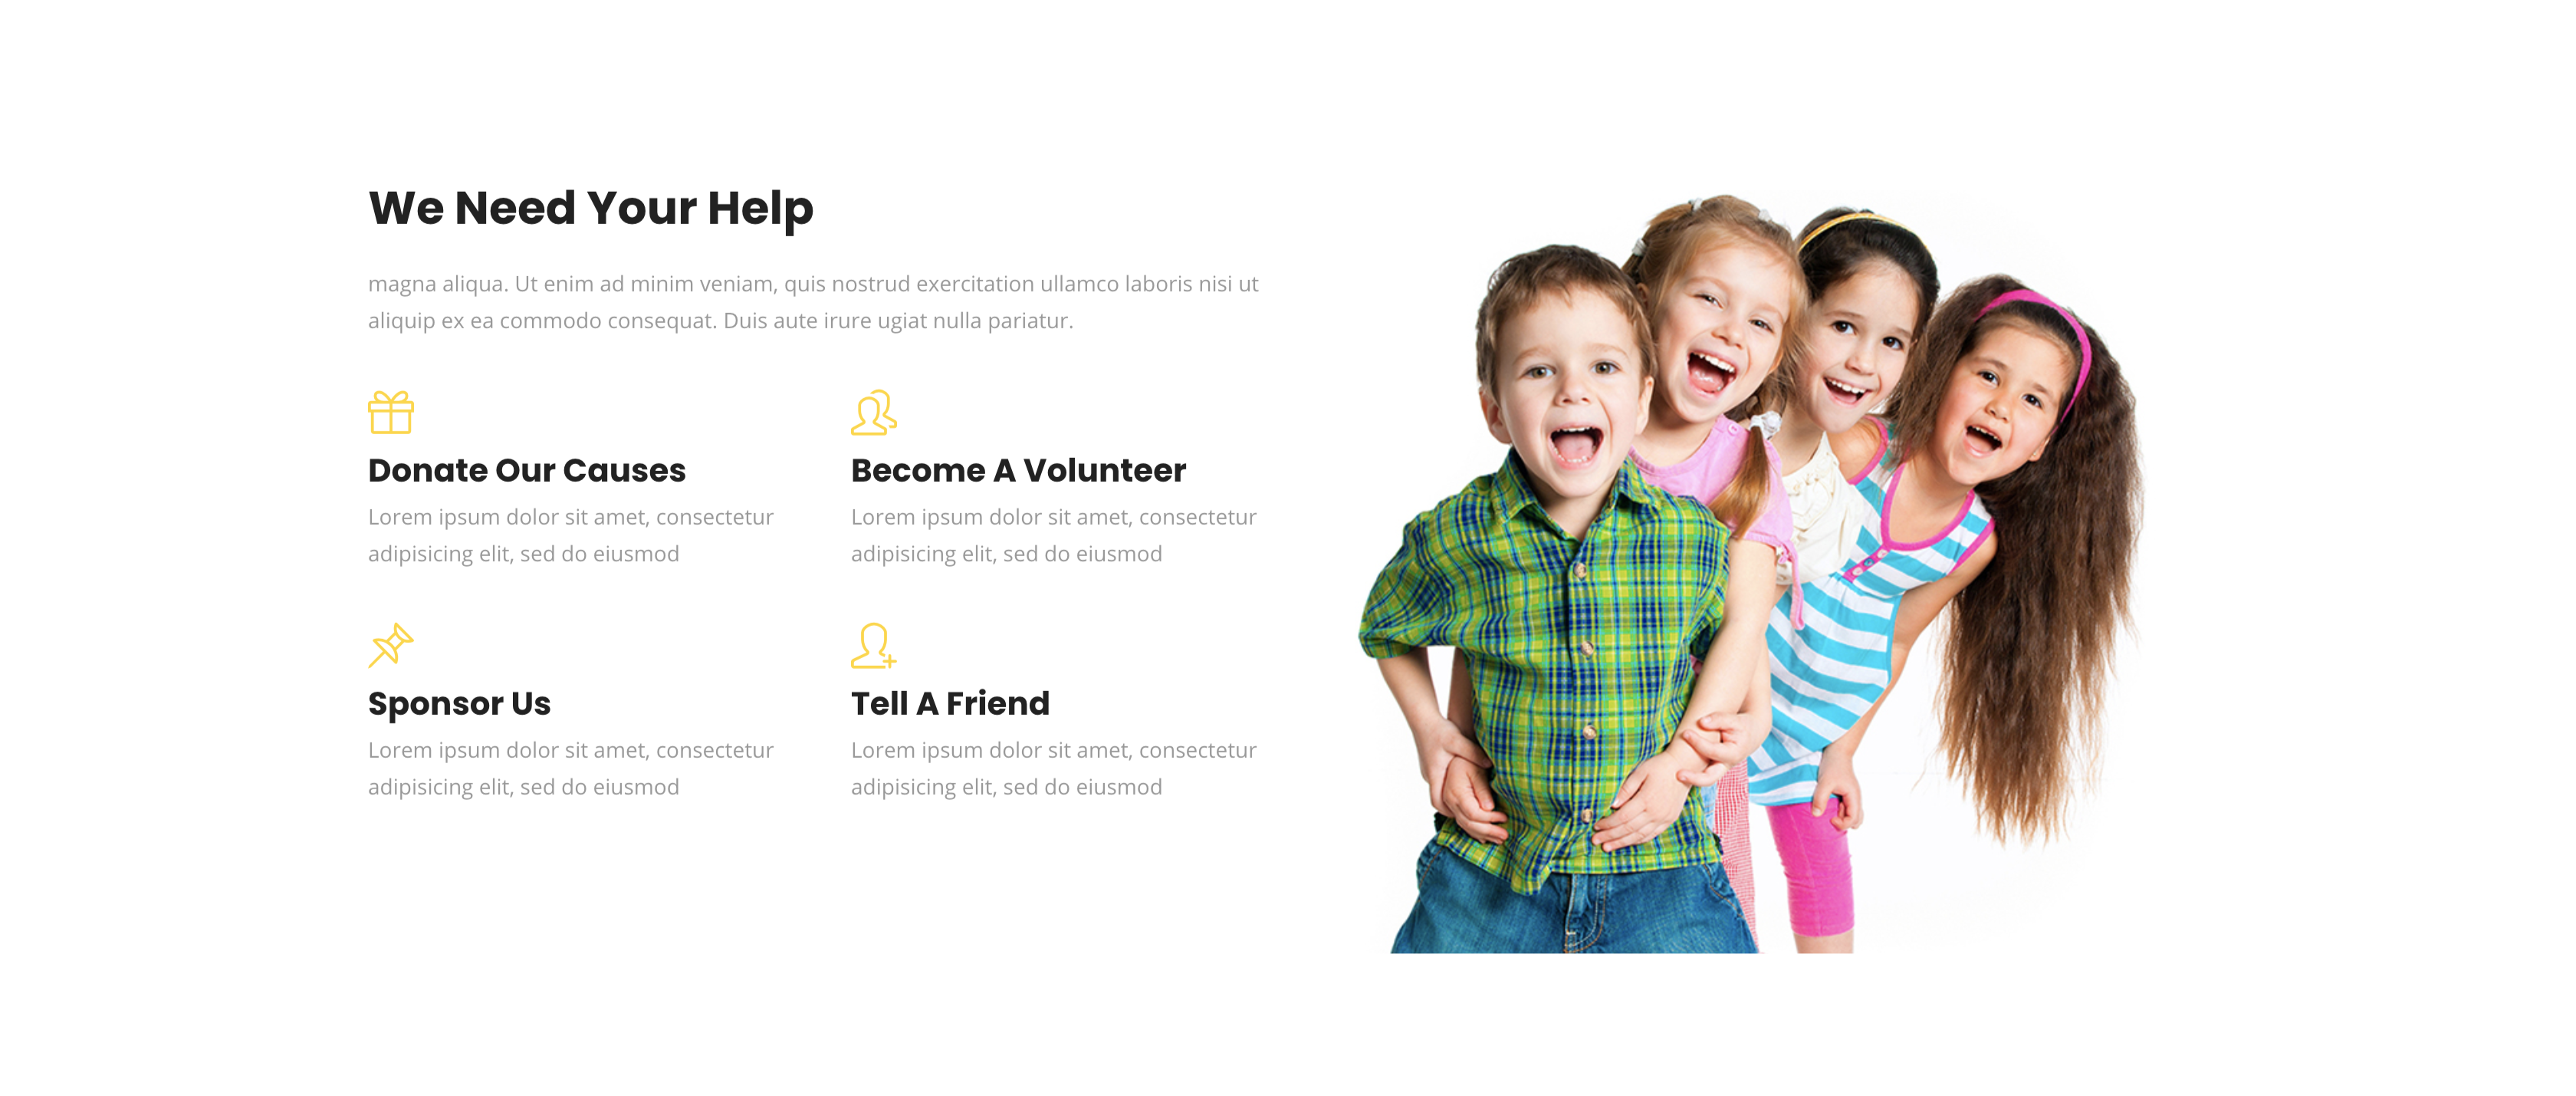 We Need Your Help
magna aliqua. Ut enim ad minim veniam, quis nostrud exercitation ullamco laboris nisi ut
aliquip ex ea commodo consequat. Duis aute irure ugiat nulla pariatur.
Donate Our Causes
Lorem ipsum dolor sit amet, consectetur
adipisicing elit, sed do eiusmod
Become A Volunteer
Lorem ipsum dolor sit amet, consectetur
adipisicing elit, sed do eiusmod
Sponsor Us
Lorem ipsum dolor sit amet, consectetur
adipisicing elit, sed do eiusmod
Tell A Friend
Lorem ipsum dolor sit amet, consectetur
adipisicing elit, sed do eiusmod